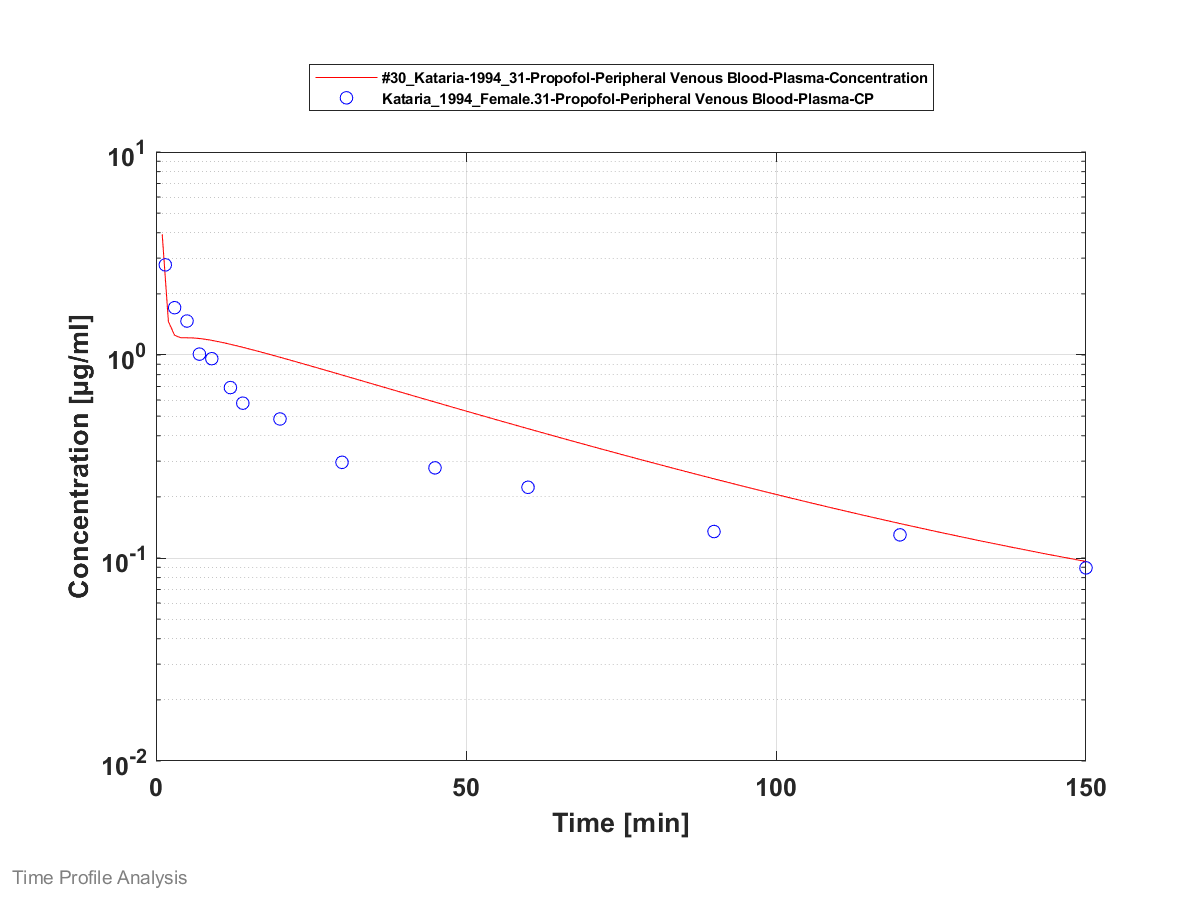 #30_Kataria-1994_31-Propofol-Peripheral Venous Blood-Plasma-Concentration
Kataria_1994_Female.31-Propofol-Peripheral Venous Blood-Plasma-CP
10^1
10^0
10^-1
10^-2
Concentration [µg/ml]
0
50
100
150
Time [min]
Time Profile Analysis